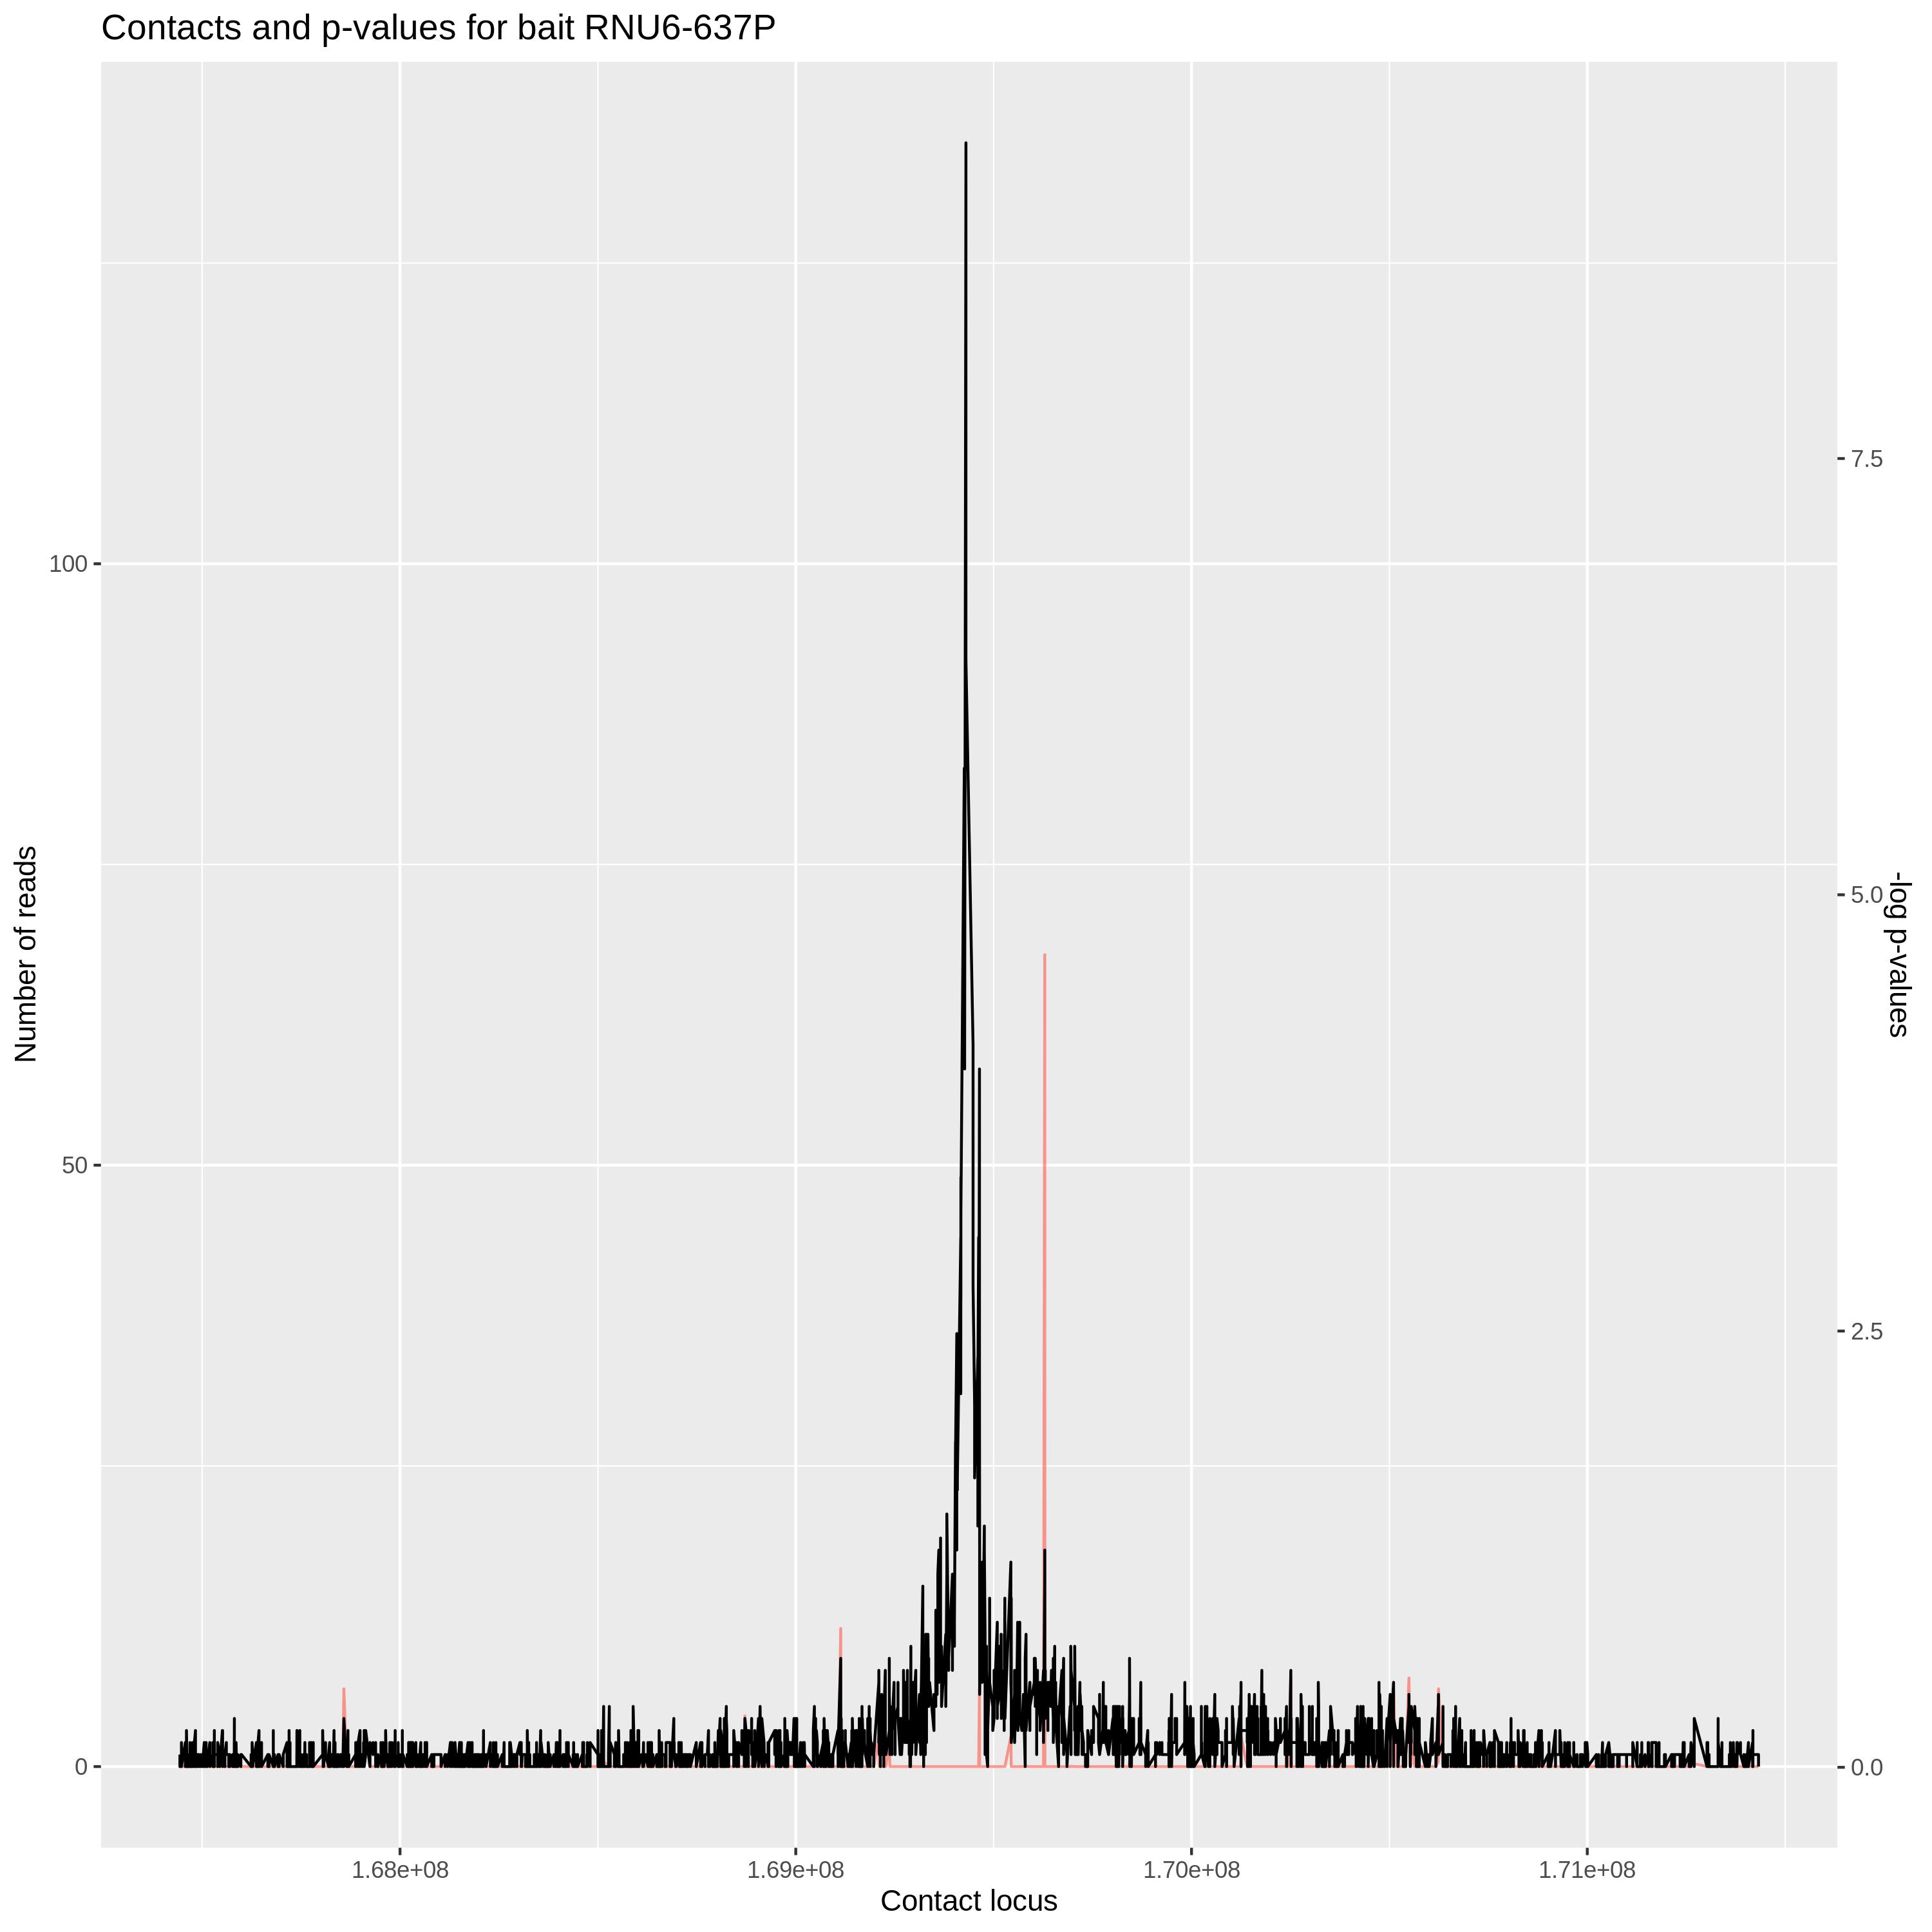 Contacts and p-values for bait RNU6-637P
Number of reads
100
50
0
7.5
5.0
2.5
0.0
-log p-values
1.68e+08 1.69e+08 1.70e+08 1.71e+08
Contact locus